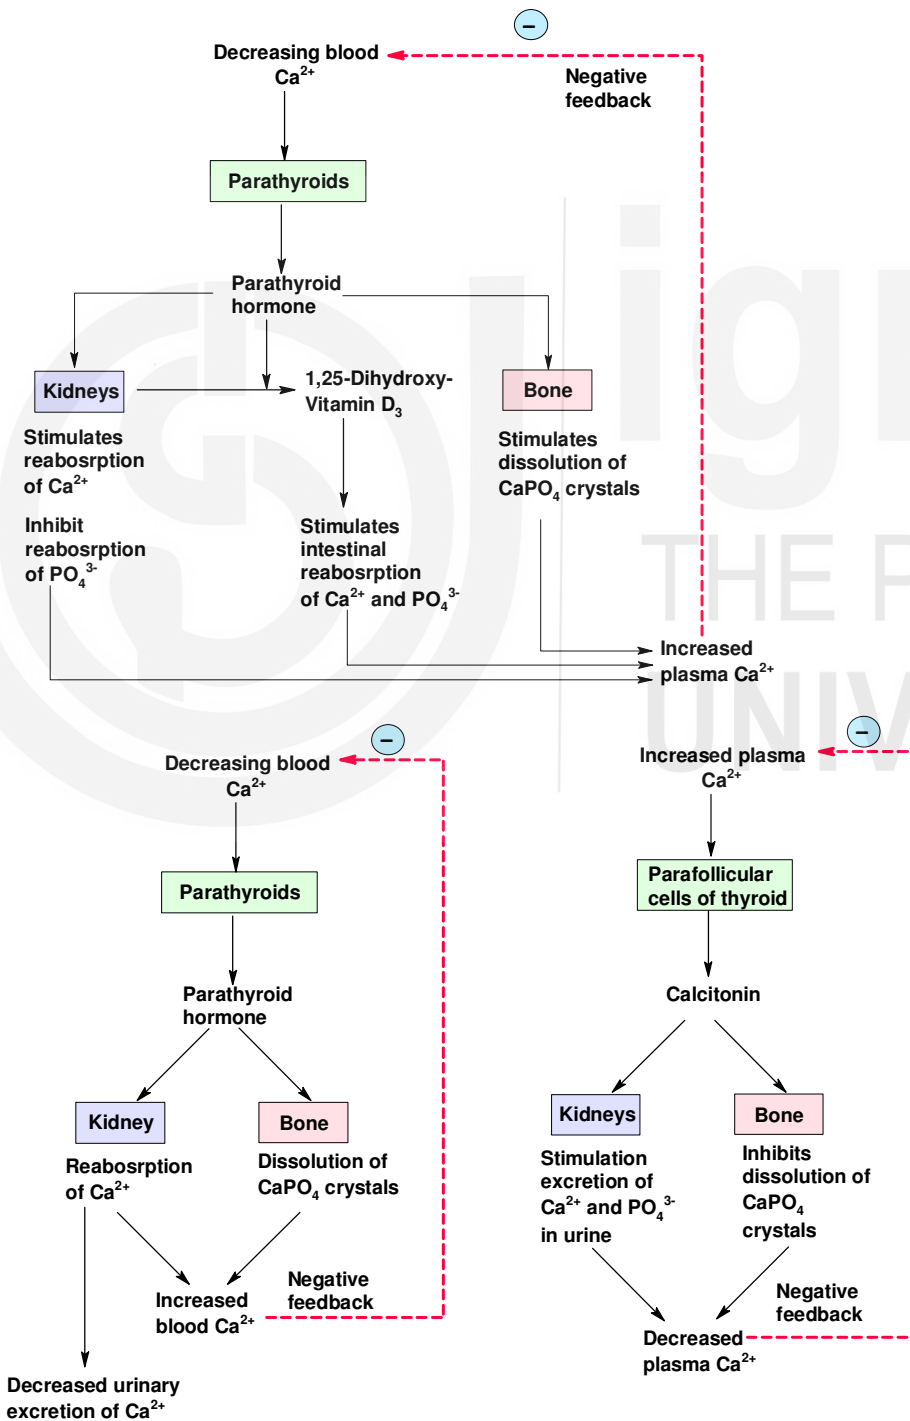 −
Decreasing blood
Ca²⁺
Negative
feedback
Parathyroids
Parathyroid
hormone
Kidneys
1,25-Dihydroxy-
Vitamin D₃
Bone
Stimulates
reabosrption
of Ca²⁺
Inhibit
reabosrption
of PO₄³⁻
Stimulates
intestinal
reabosrption
of Ca²⁺ and PO₄³⁻
Stimulates
dissolution of
CaPO₄ crystals
Increased
plasma Ca²⁺
−
Decreasing blood
Ca²⁺
Parathyroids
Parathyroid
hormone
Kidney
Bone
Reabosrption
of Ca²⁺
Dissolution of
CaPO₄ crystals
Increased
blood Ca²⁺
Negative
feedback
Decreased urinary
excretion of Ca²⁺
−
Increased plasma
Ca²⁺
Parafollicular
cells of thyroid
Calcitonin
Kidneys
Bone
Stimulation
excretion of
Ca²⁺ and PO₄³⁻
in urine
Inhibits
dissolution of
CaPO₄
crystals
Negative
feedback
Decreased
plasma Ca²⁺
ign
THE P
UNIV